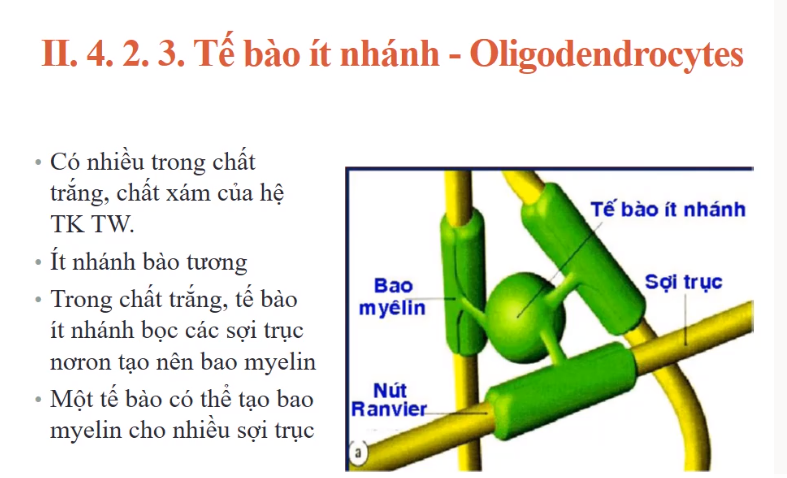 II. 4. 2. 3. Tế bào ít nhánh - Oligodendrocytes
• Có nhiều trong chất
trắng, chất xám của hệ
TK TW.
• Ít nhánh bào tương
• Trong chất trắng, tế bào
ít nhánh bọc các sợi trục
nơron tạo nên bao myelin
• Một tế bào có thể tạo bao
myelin cho nhiều sợi trục
Tế bào ít nhánh
Sợi trục
Bao
myêlin
Nút
Ranvier
a